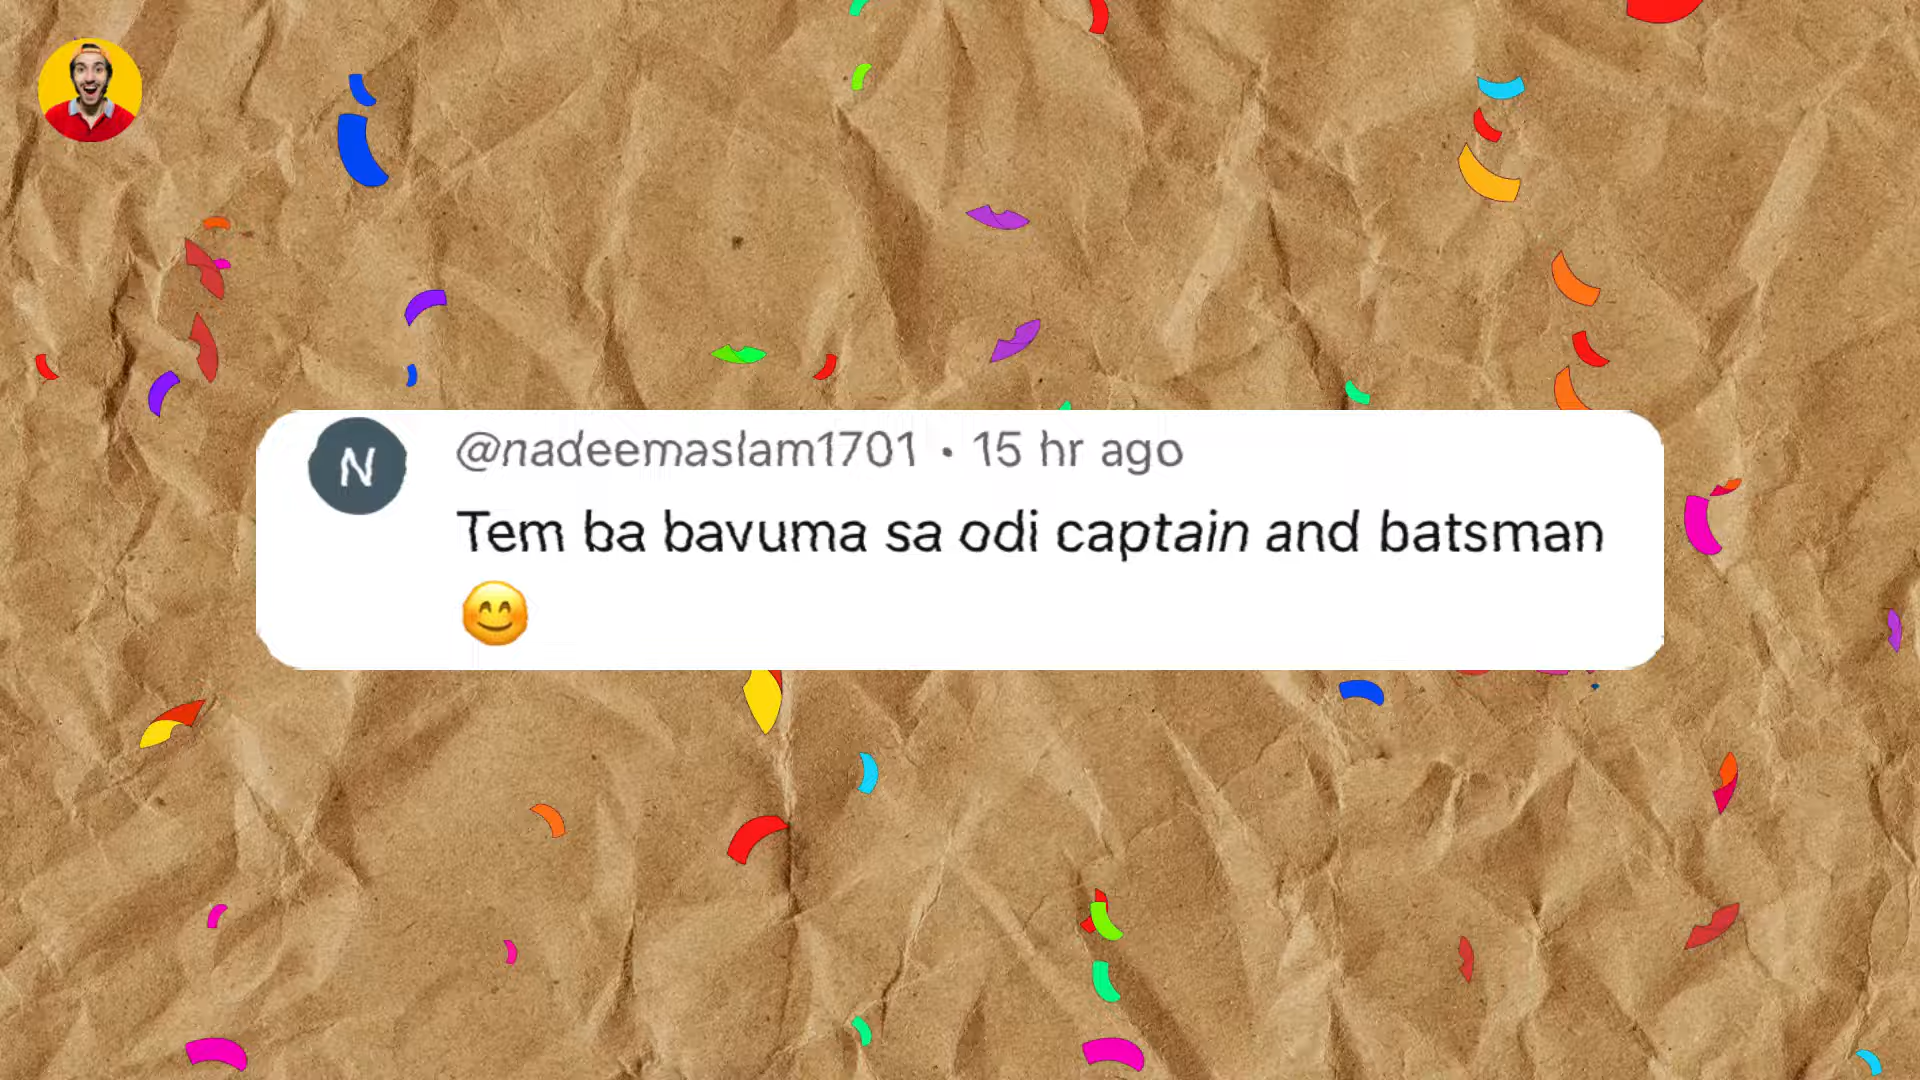 N
@nadeemaslam1701 • 15 hr ago
Tem ba bavuma sa odi captain and batsman
😊